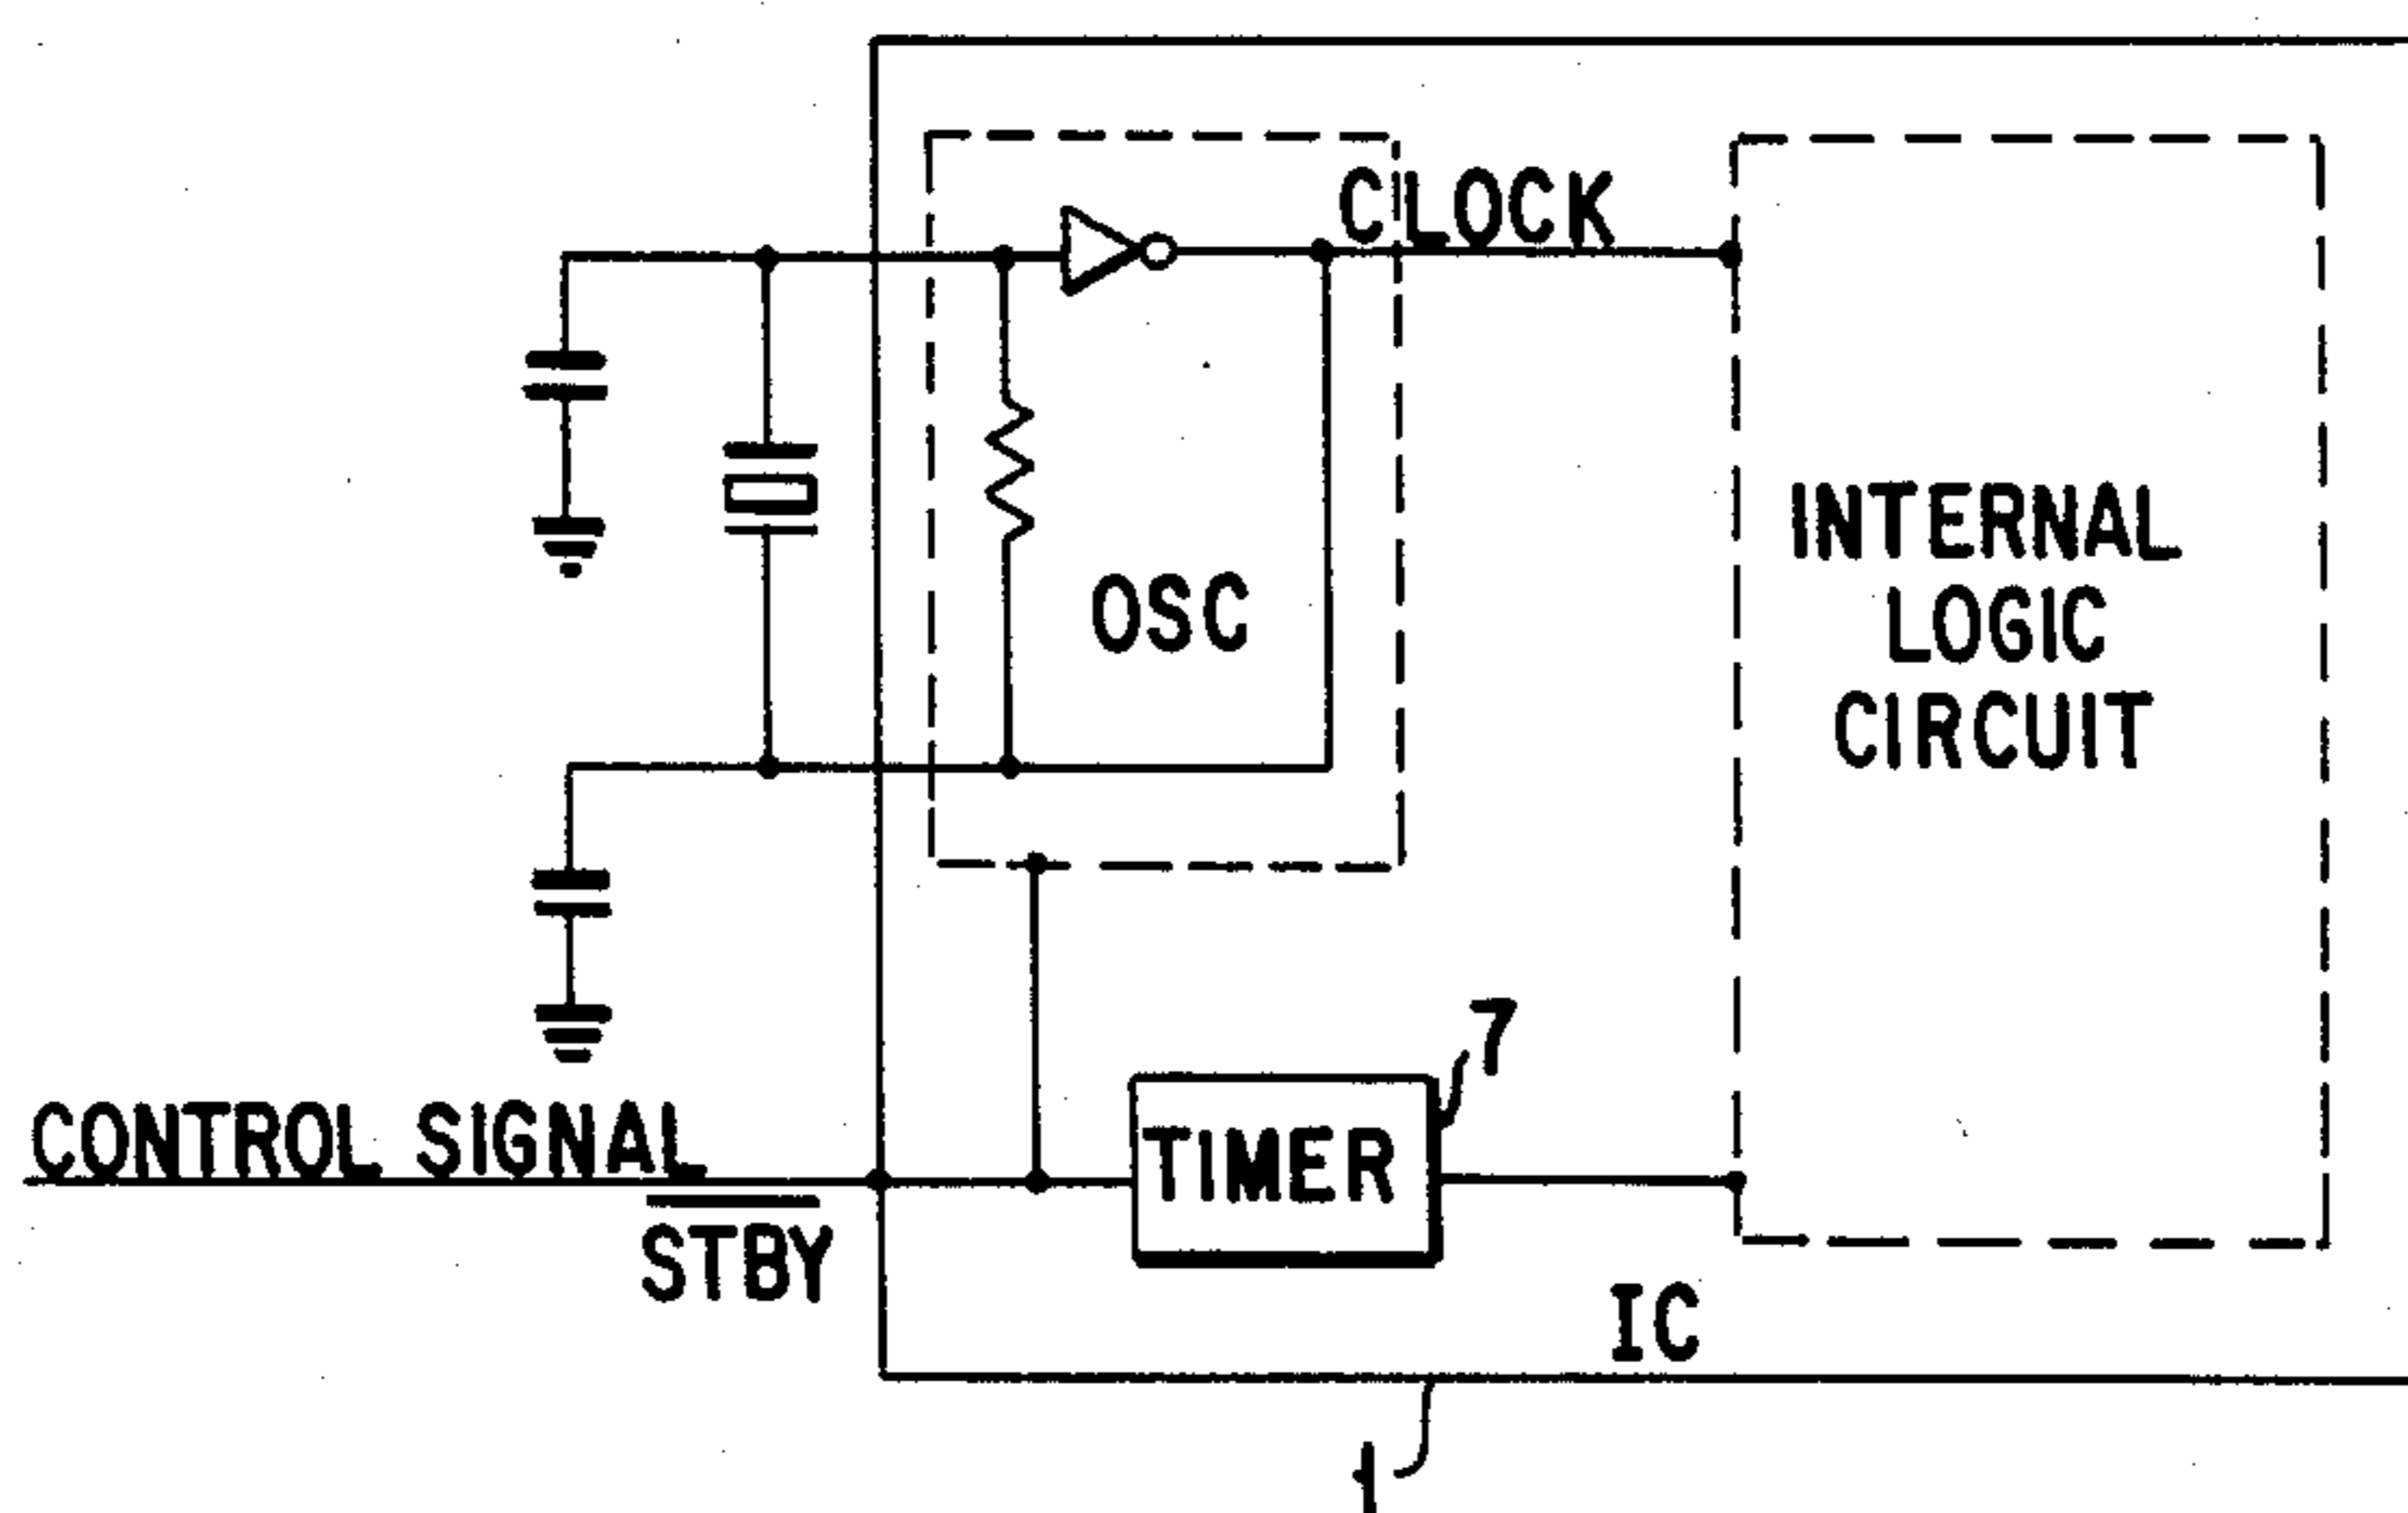 CLOCK
INTERNAL
LOGIC
CIRCUIT
OSC
7
CONTROL SIGNAL
TIMER
STBY
IC
1